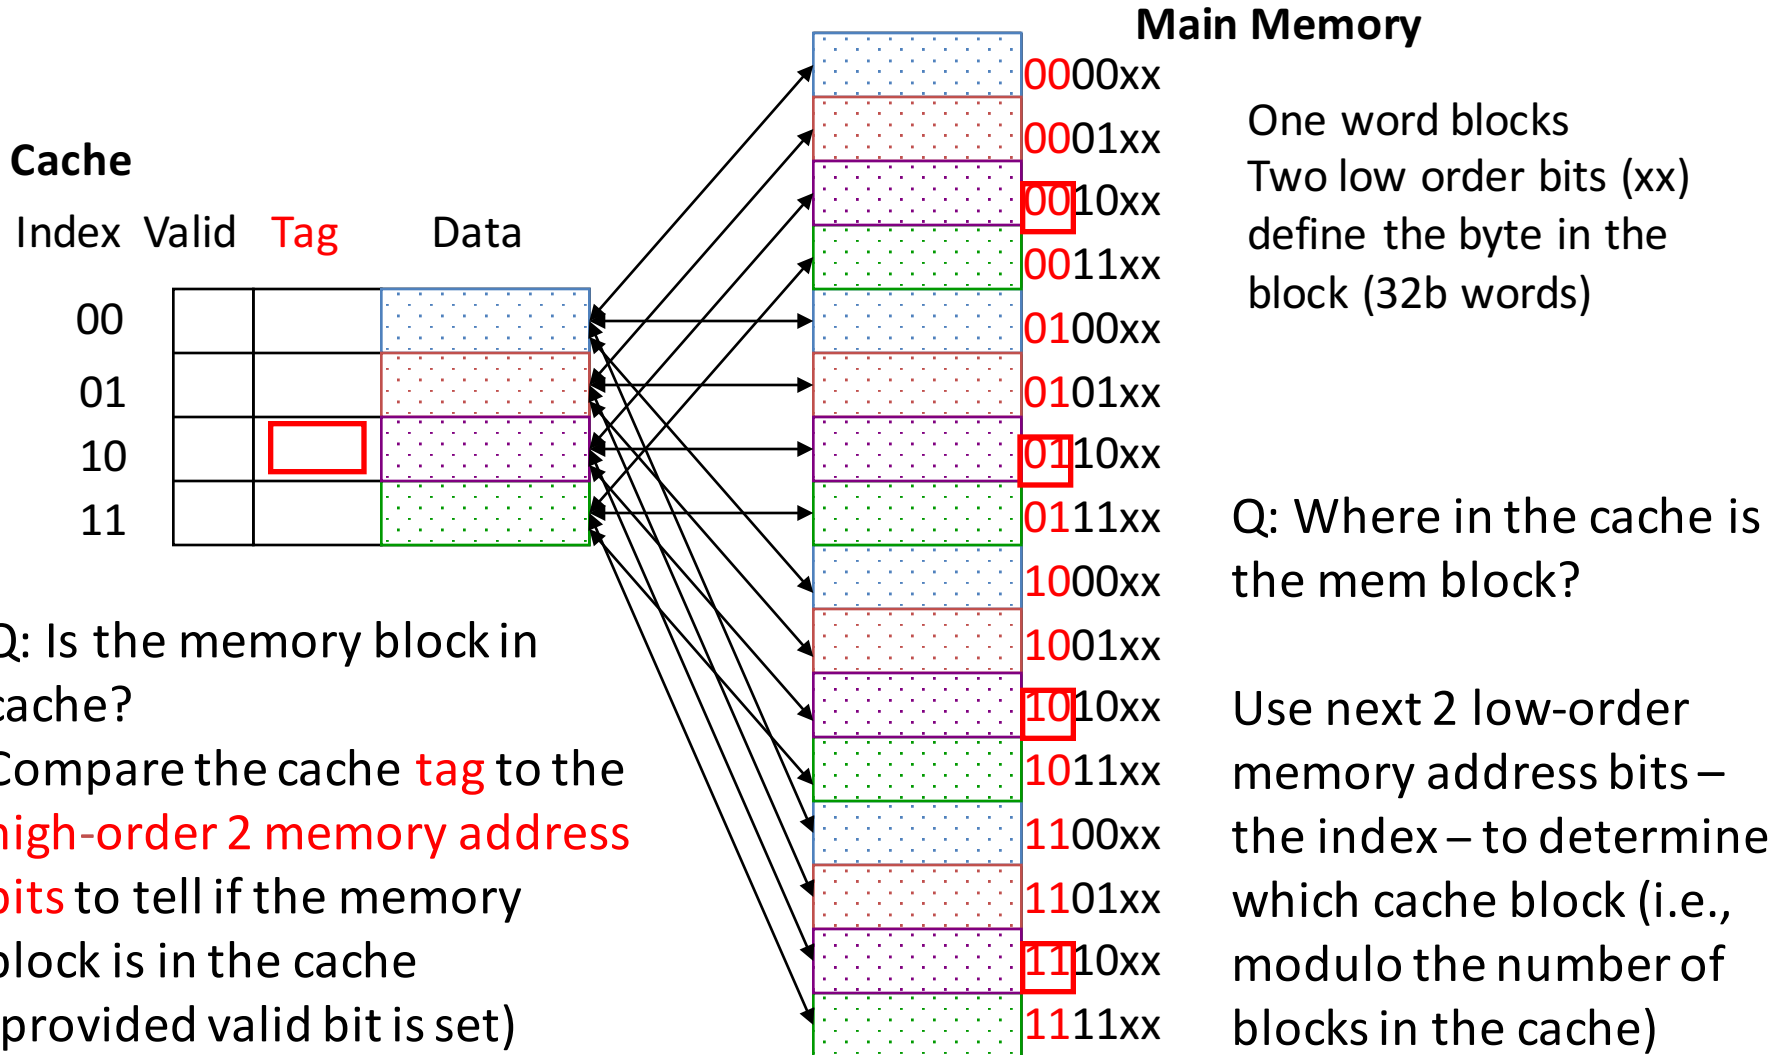 Main Memory
Cache
Index Valid Tag Data
00
01
10
11
0000xx
0001xx
0010xx
0011xx
0100xx
0101xx
0110xx
0111xx
1000xx
1001xx
1010xx
1011xx
1100xx
1101xx
1110xx
1111xx
One word blocks
Two low order bits (xx)
define the byte in the
block (32b words)
Q: Is the memory block in
cache?
Compare the cache tag to the
high-order 2 memory address
bits to tell if the memory
block is in the cache
(provided valid bit is set)
Q: Where in the cache is
the mem block?
Use next 2 low-order
memory address bits –
the index – to determine
which cache block (i.e.,
modulo the number of
blocks in the cache)